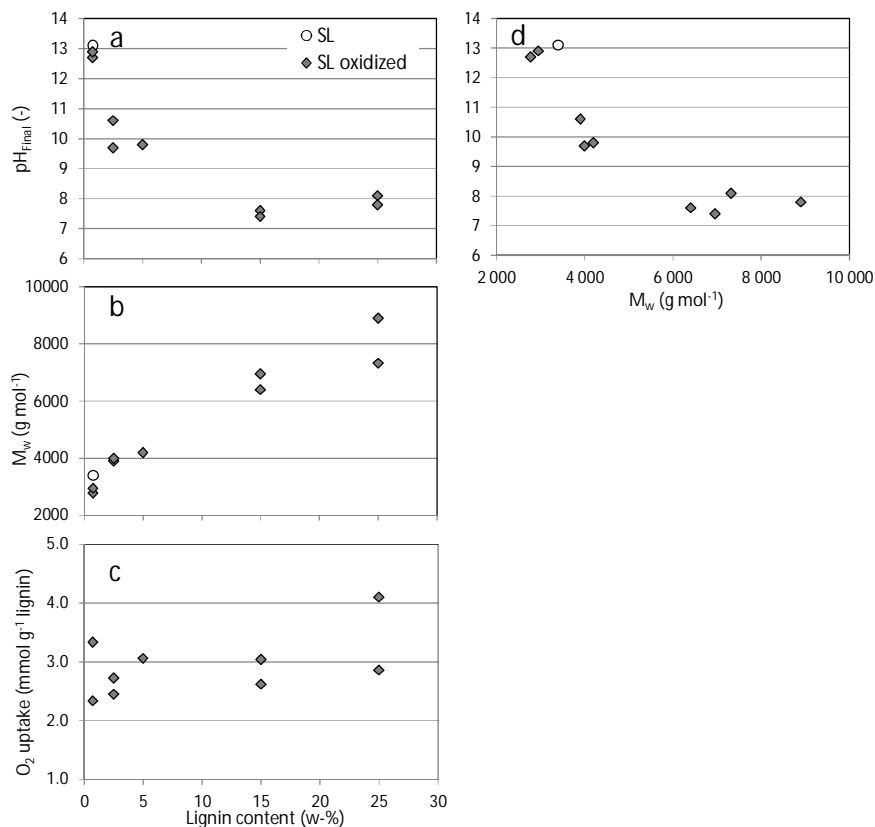 a
SL
SL oxidized
14
13
12
11
10
9
8
7
6
pH_Final (-)
b
10000
8000
6000
4000
2000
M_w (g mol⁻¹)
c
5.0
4.0
3.0
2.0
1.0
O₂ uptake (mmol g⁻¹ lignin)
0 5 10 15 20 25 30
Lignin content (w-%)
d
14
13
12
11
10
9
8
7
6
2 000 4 000 6 000 8 000 10 000
M_w (g mol⁻¹)